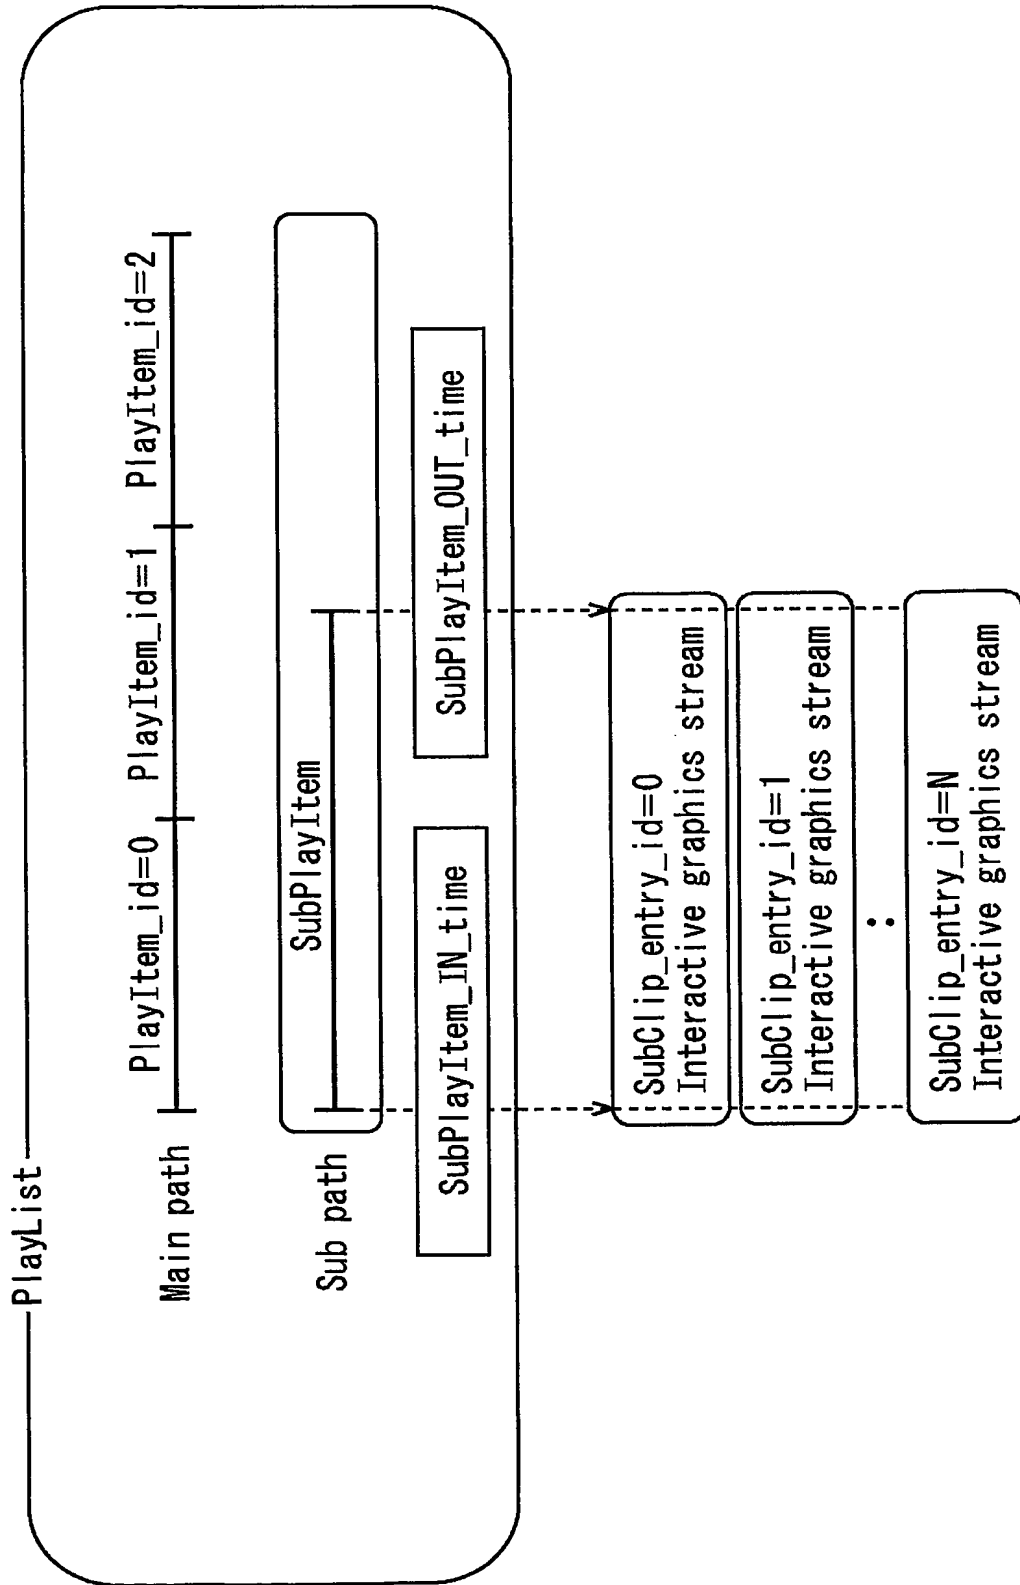 PlayList
Main path
PlayItem_id=0
PlayItem_id=1
PlayItem_id=2
Sub path
SubPlayItem
SubPlayItem_IN_time
SubPlayItem_OUT_time
SubClip_entry_id=0
Interactive graphics stream
SubClip_entry_id=1
Interactive graphics stream
:
SubClip_entry_id=N
Interactive graphics stream